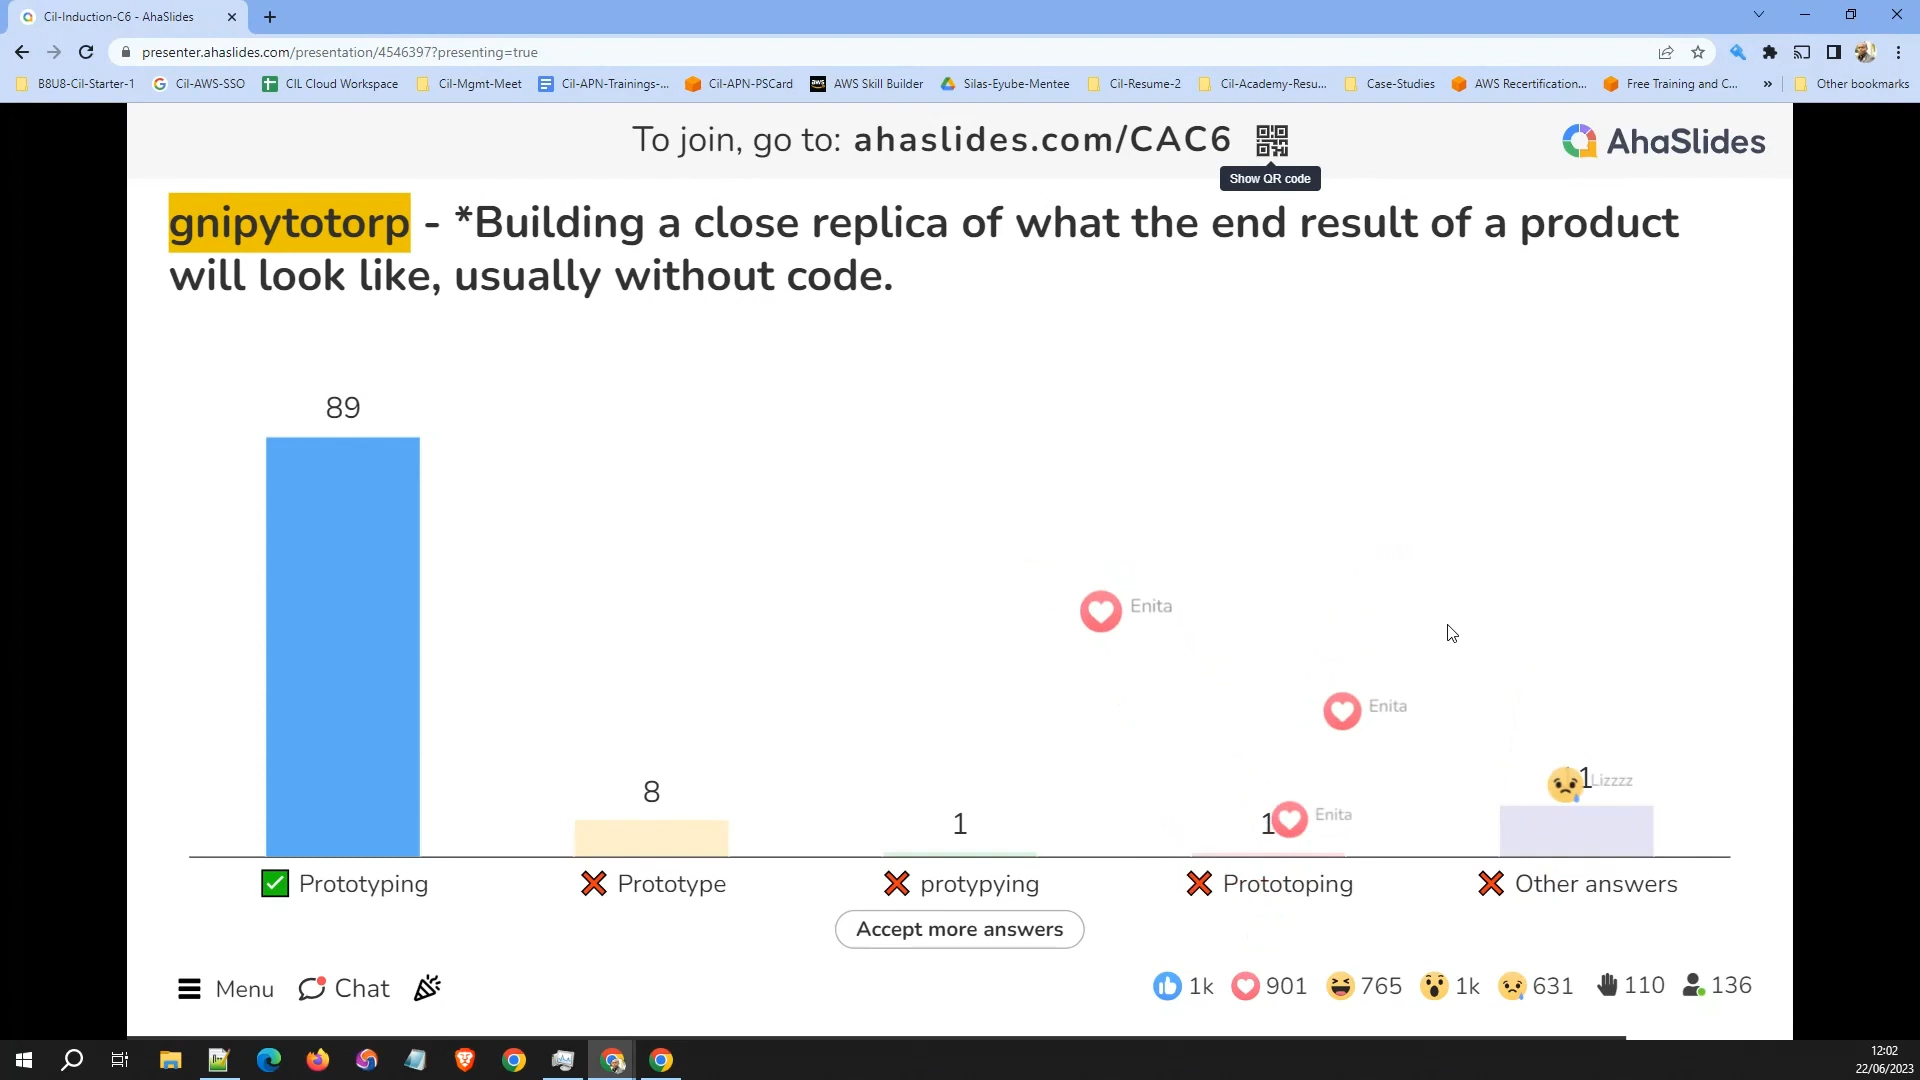 Cil-Induction-C6 - AhaSlides
presenter.ahaslides.com/presentation/4546397?presenting=true
B8U8-Cil-Starter-1 Cil-AWS-SSO CIL Cloud Workspace Cil-Mgmt-Meet Cil-APN-Trainings-... Cil-APN-PSCard AWS Skill Builder Silas-Eyube-Mentee Cil-Resume-2 Cil-Academy-Resu... Case-Studies AWS Recertification... Free Training and C... » Other bookmarks
To join, go to: ahaslides.com/CAC6
AhaSlides
Show QR code
gnipytotorp - *Building a close replica of what the end result of a product
will look like, usually without code.
89
Enita
Enita
8
Lizzzz
1
1
Enita
Prototyping Prototype protypying Prototoping Other answers
Accept more answers
Menu Chat 1k 901 765 1k 631 110 136
12:02
22/06/2023